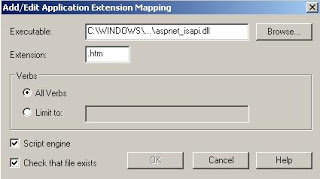 Add/Edit Application Extension Mapping
Executable: C:\WINDOWS\...\aspnet_isapi.dll Browse...
Extension: .htm
Verbs
All Verbs
Limit to:
Script engine
Check that file exists
OK Cancel Help